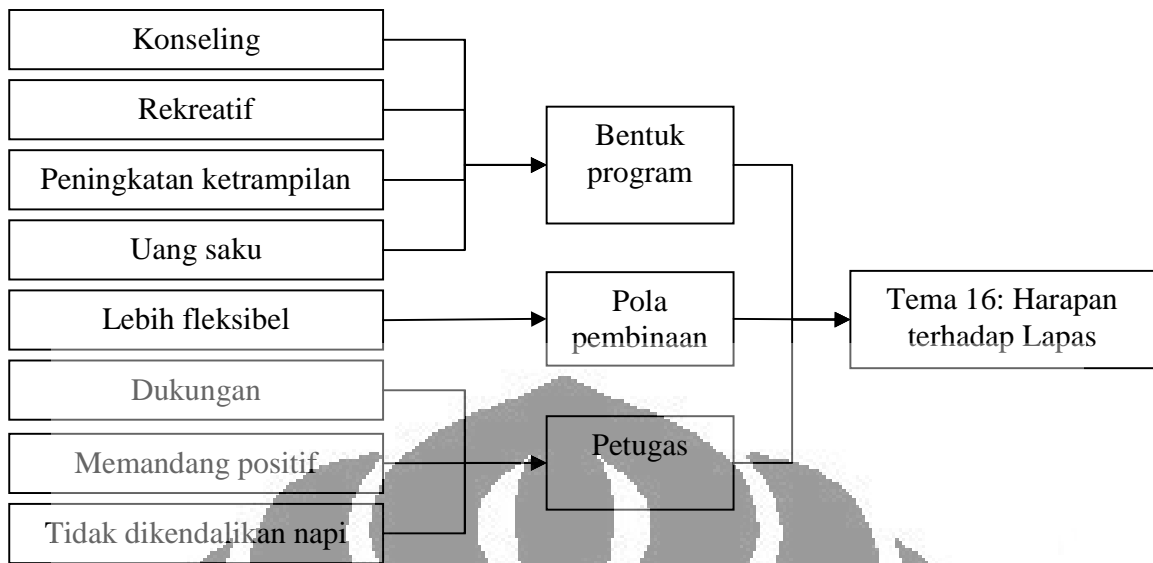 Konseling
Rekreatif
Peningkatan ketrampilan
Uang saku
Lebih fleksibel
Dukungan
Memandang positif
Tidak dikendalikan napi
Bentuk
program
Pola
pembinaan
Petugas
Tema 16: Harapan
terhadap Lapas